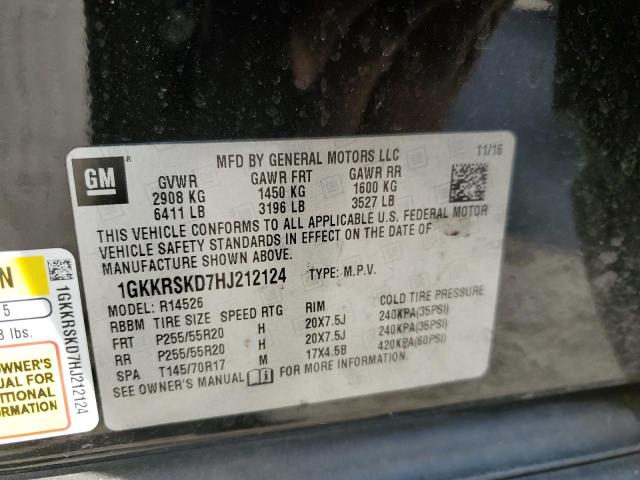 GM
®
MFD BY GENERAL MOTORS LLC 11/16
GVWR GAWR FRT GAWR RR
2908 KG 1450 KG 1600 KG
6411 LB 3196 LB 3527 LB
THIS VEHICLE CONFORMS TO ALL APPLICABLE U.S. FEDERAL MOTOR
VEHICLE SAFETY STANDARDS IN EFFECT ON THE DATE OF
MANUFACTURE SHOWN ABOVE.
1GKKRSKD7HJ212124 TYPE: M.P.V.
MODEL: R14526
RBBM TIRE SIZE SPEED RTG RIM COLD TIRE PRESSURE
FRT P255/55R20 H 20X7.5J 240KPA(35PSI)
RR P255/55R20 H 20X7.5J 240KPA(35PSI)
SPA T145/70R17 M 17X4.5B 420KPA(60PSI)
SEE OWNER'S MANUAL FOR MORE INFORMATION.
N
5
lbs.
OWNER'S
UAL FOR
ITIONAL
ORMATION
1GKKRSKD7HJ212124